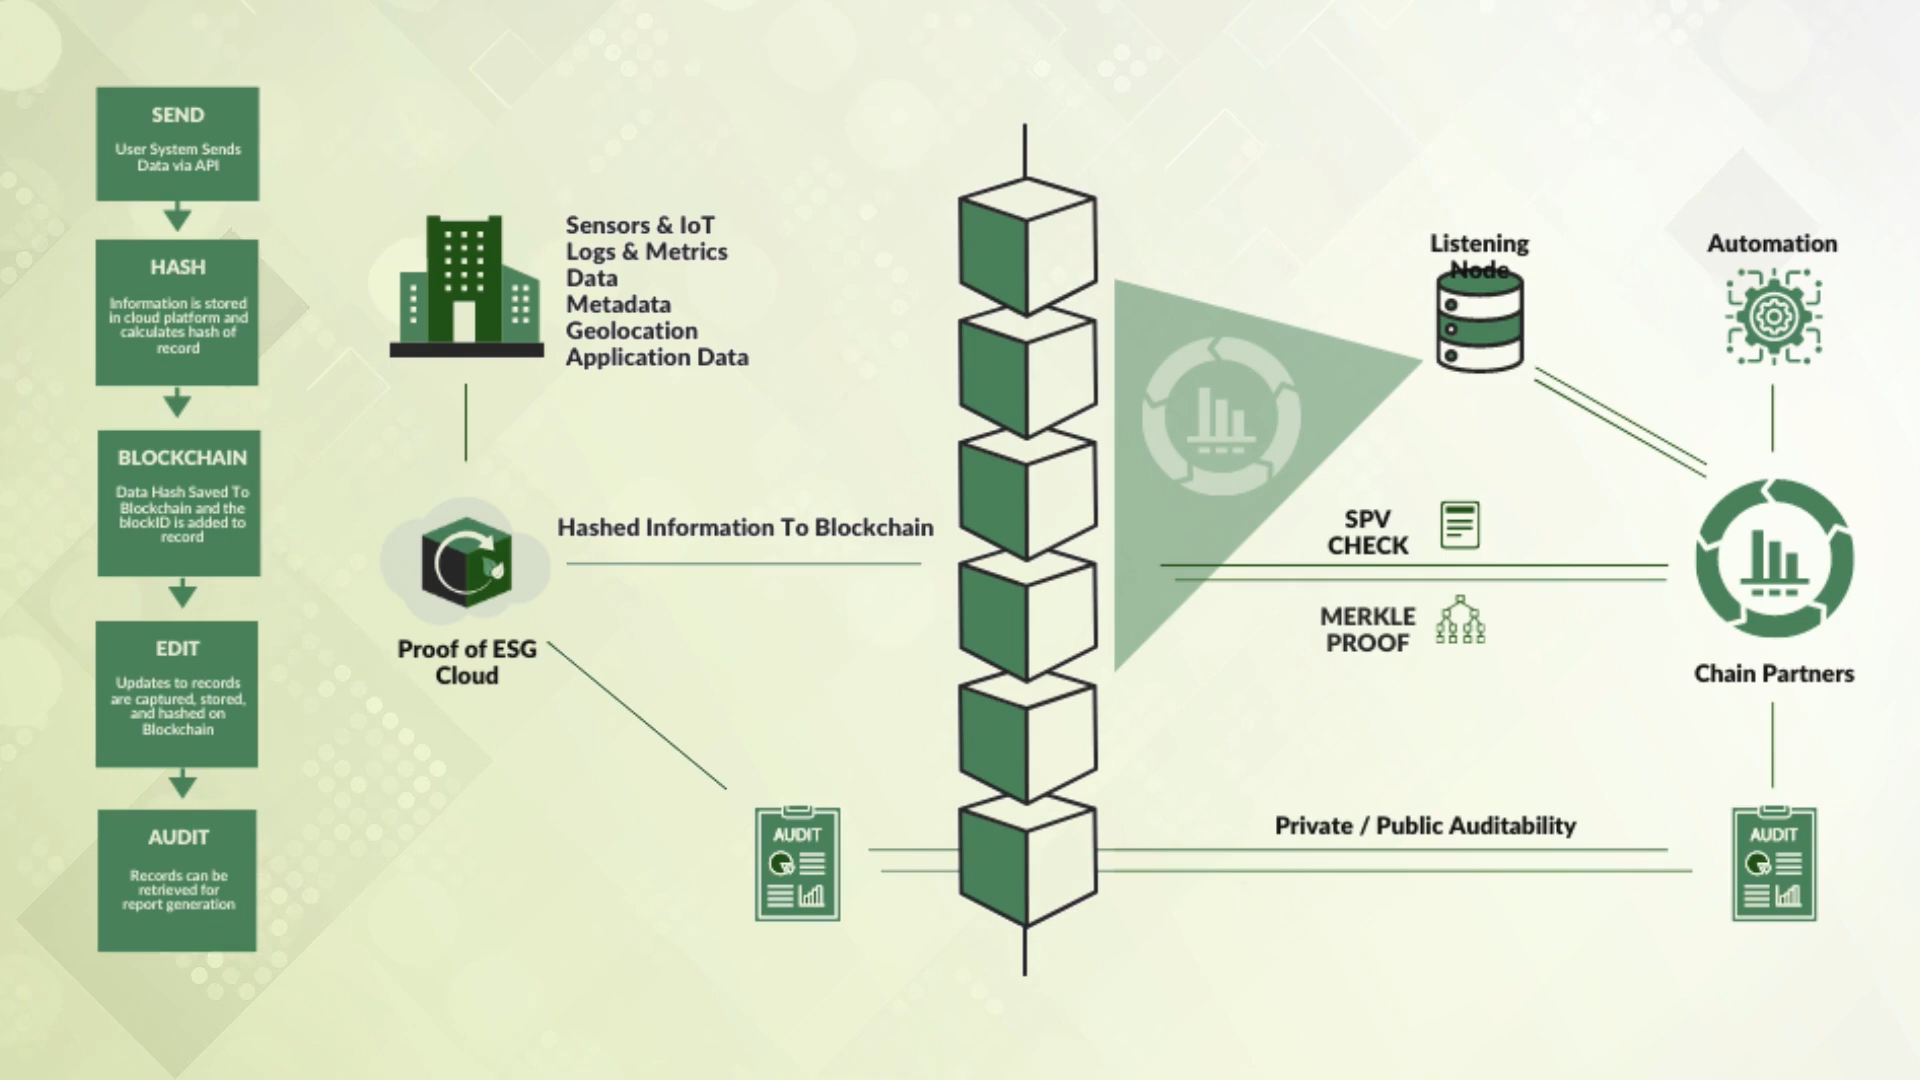 SEND
User System Sends
Data via API
HASH
Information is stored
in cloud platform and
calculates hash of
record
BLOCKCHAIN
Data Hash Saved To
Blockchain and the
blockID is added to
record
EDIT
Updates to records
are captured, stored,
and hashed on
Blockchain
AUDIT
Records can be
retrieved for
report generation
Sensors & IoT
Logs & Metrics
Data
Metadata
Geolocation
Application Data
Hashed Information To Blockchain
Proof of ESG
Cloud
AUDIT
Listening
Node
Automation
SPV
CHECK
MERKLE
PROOF
Chain Partners
Private / Public Auditability
AUDIT